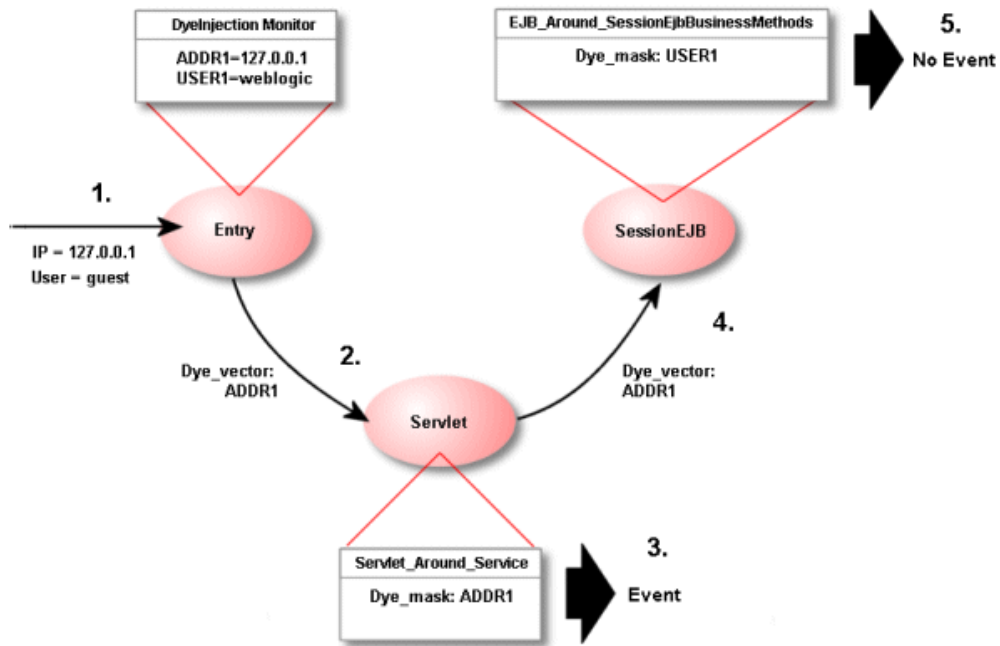 DyeInjection Monitor
ADDR1=127.0.0.1
USER1=weblogic
EJB_Around_SessionEjbBusinessMethods
Dye_mask: USER1
5.
No Event
1.
Entry
IP = 127.0.0.1
User = guest
SessionEJB
2.
Dye_vector:
ADDR1
4.
Dye_vector:
ADDR1
Servlet
3.
Servlet_Around_Service
Dye_mask: ADDR1
Event